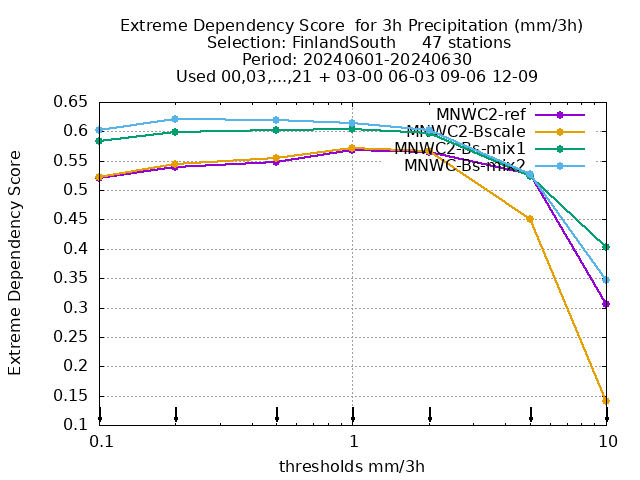 Extreme Dependency Score  for 3h Precipitation (mm/3h)
Selection: FinlandSouth     47 stations
Period: 20240601-20240630
Used 00,03,...,21 + 03-00 06-03 09-06 12-09
MNWC2-ref
MNWC2-Bscale
MNWC2-Bs-mix1
MNWC-Bs-mix2
Extreme Dependency Score
0.65
0.6
0.55
0.5
0.45
0.4
0.35
0.3
0.25
0.2
0.15
0.1
0.1
1
10
thresholds mm/3h